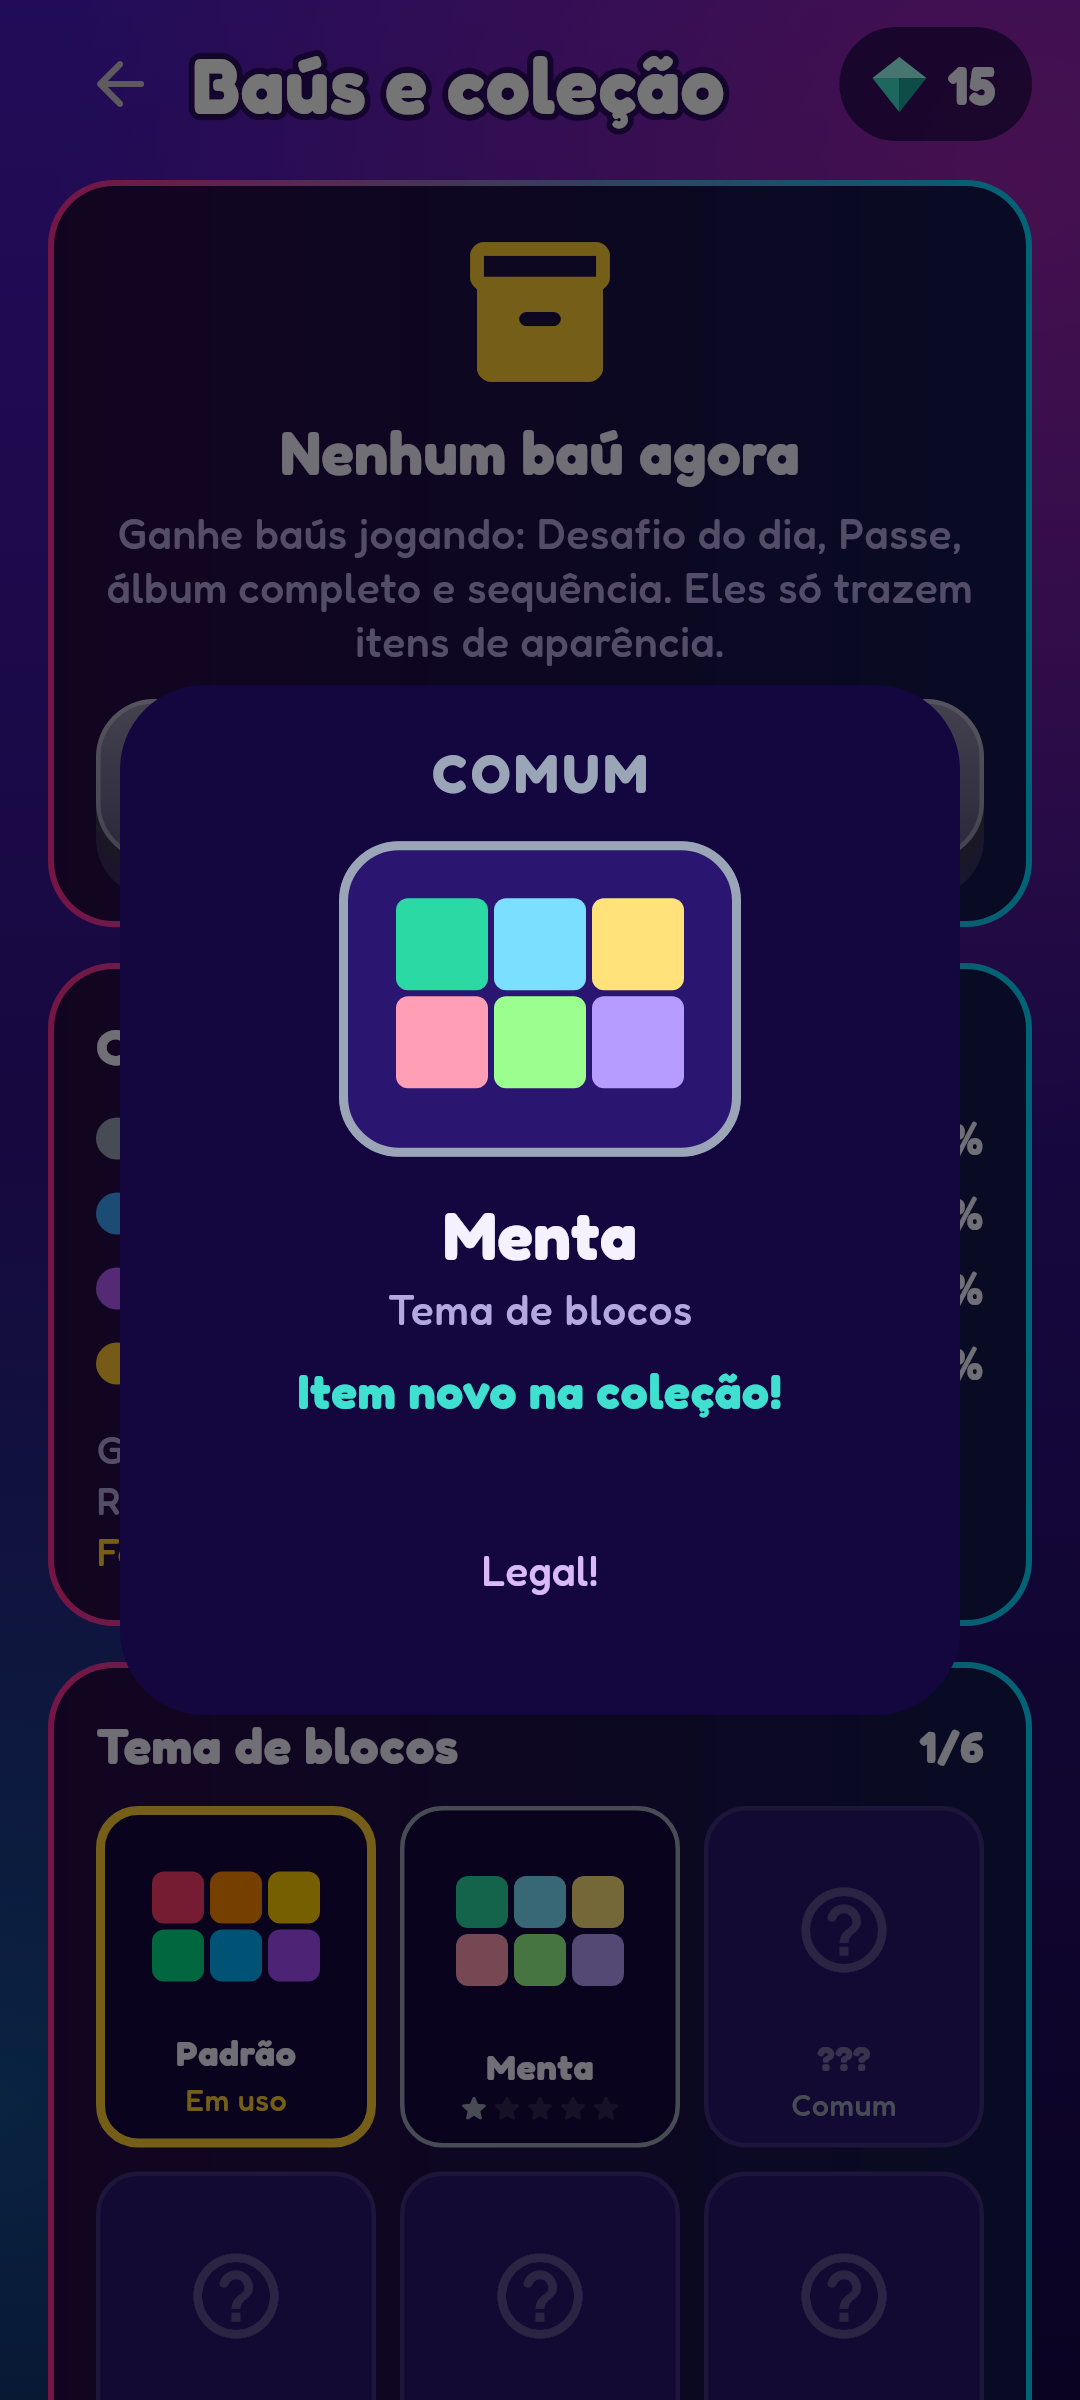 Baús e coleção
15
Nenhum baú agora
Ganhe baús jogando: Desafio do dia, Passe,
álbum completo e sequência. Eles só trazem
itens de aparência.
COMUM
Menta
Tema de blocos
Item novo na coleção!
Legal!
%
%
%
%
Tema de blocos
1/6
Padrão
Em uso
Menta
???
Comum